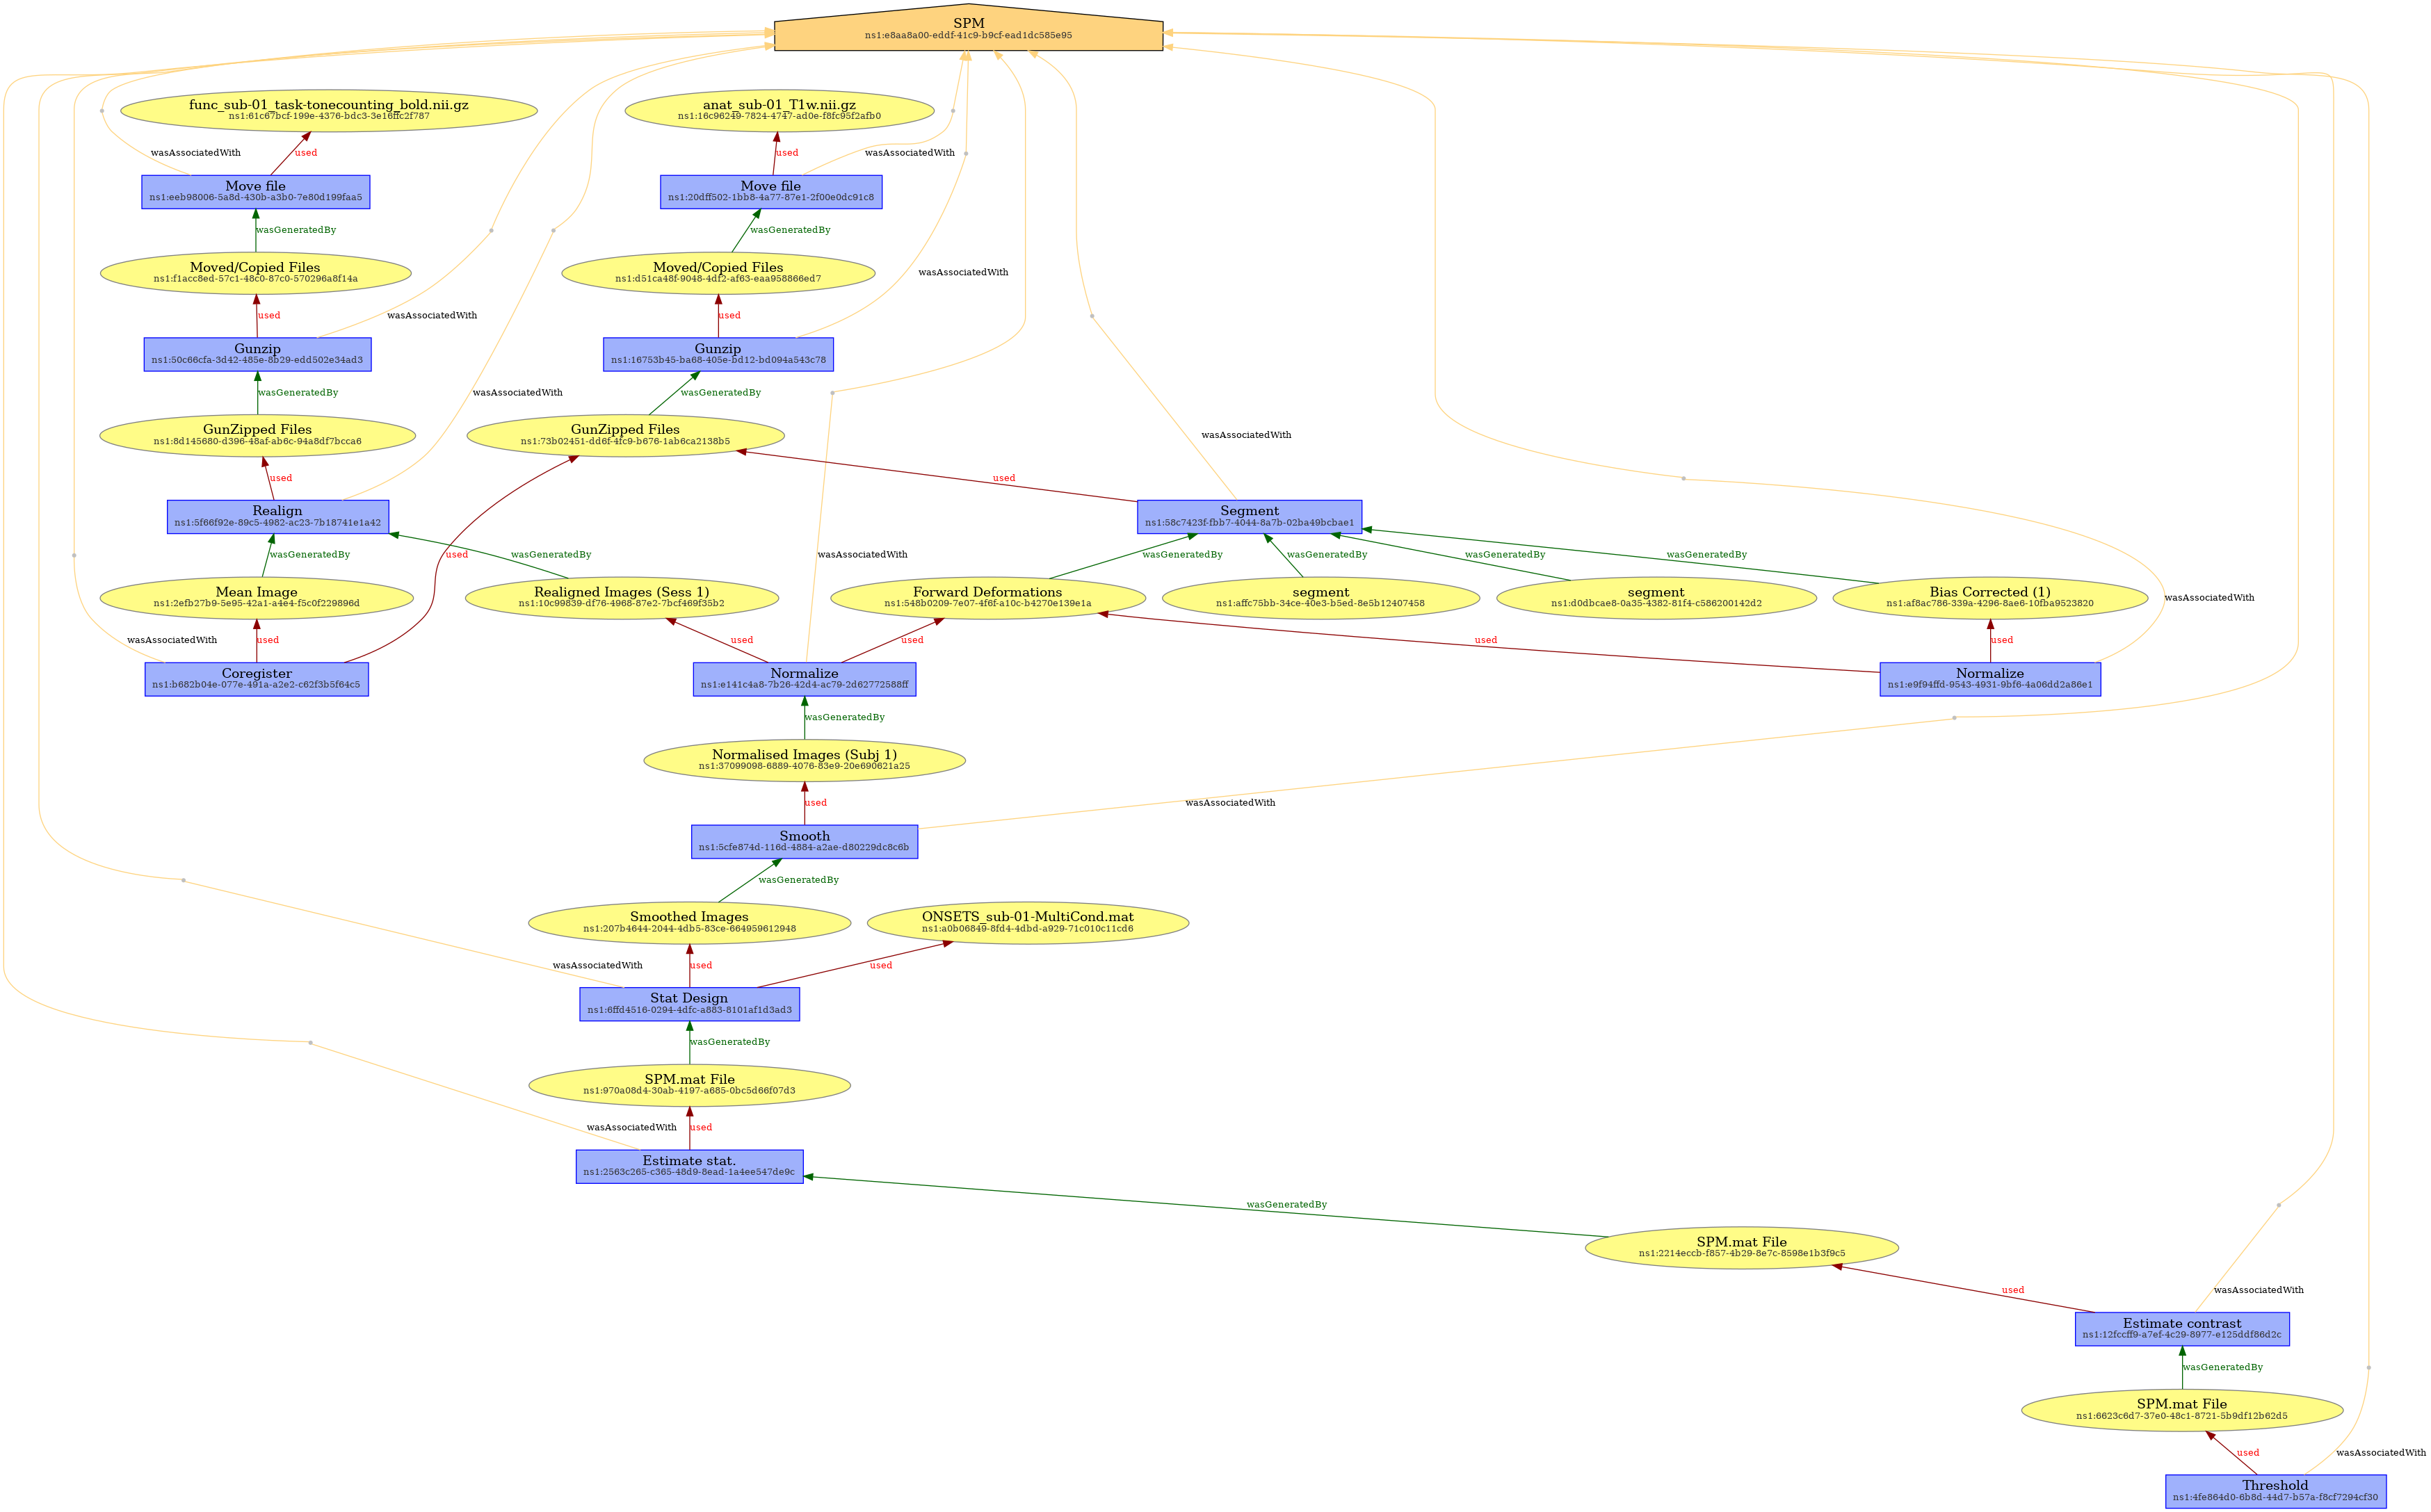 SPM
ns1:e8aa8a00-eddf-41c9-b9cf-ead1dc585e95
func_sub-01_task-tonecounting_bold.nii.gz
ns1:61c67bcf-199e-4376-bdc3-3e16ffc2f787
anat_sub-01_T1w.nii.gz
ns1:16c96249-7824-4747-ad0e-f8fc95f2afb0
wasAssociatedWith
used
used
wasAssociatedWith
Move file
ns1:eeb98006-5a8d-430b-a3b0-7e80d199faa5
Move file
ns1:20dff502-1bb8-4a77-87e1-2f00e0dc91c8
wasGeneratedBy
wasGeneratedBy
Moved/Copied Files
ns1:f1acc8ed-57c1-48c0-87c0-570296a8f14a
Moved/Copied Files
ns1:d51ca48f-9048-4df2-af63-eaa958866ed7
wasAssociatedWith
used
wasAssociatedWith
used
Gunzip
ns1:50c66cfa-3d42-485e-8b29-edd502e34ad3
Gunzip
ns1:16753b45-ba68-405e-bd12-bd094a543c78
wasGeneratedBy
wasAssociatedWith
wasGeneratedBy
GunZipped Files
ns1:8d145680-d396-48af-ab6c-94a8df7bcca6
GunZipped Files
ns1:73b02451-dd6f-4fc9-b676-1ab6ca2138b5
wasAssociatedWith
used
used
Realign
ns1:5f66f92e-89c5-4982-ac23-7b18741e1a42
Segment
ns1:58c7423f-fbb7-4044-8a7b-02ba49bcbae1
wasGeneratedBy
used
wasGeneratedBy
wasAssociatedWith
wasGeneratedBy
wasGeneratedBy
wasGeneratedBy
wasGeneratedBy
Mean Image
ns1:2efb27b9-5e95-42a1-a4e4-f5c0f229896d
Realigned Images (Sess 1)
ns1:10c99839-df76-4968-87e2-7bcf469f35b2
Forward Deformations
ns1:548b0209-7e07-4f6f-a10c-b4270e139e1a
segment
ns1:affc75bb-34ce-40e3-b5ed-8e5b12407458
segment
ns1:d0dbcae8-0a35-4382-81f4-c586200142d2
Bias Corrected (1)
ns1:af8ac786-339a-4296-8ae6-10fba9523820
wasAssociatedWith
wasAssociatedWith
used
used
used
used
used
Coregister
ns1:b682b04e-077e-491a-a2e2-c62f3b5f64c5
Normalize
ns1:e141c4a8-7b26-42d4-ac79-2d62772588ff
Normalize
ns1:e9f94ffd-9543-4931-9bf6-4a06dd2a86e1
wasGeneratedBy
Normalised Images (Subj 1)
ns1:37099098-6889-4076-83e9-20e690621a25
used
wasAssociatedWith
Smooth
ns1:5cfe874d-116d-4884-a2ae-d80229dc8c6b
wasGeneratedBy
Smoothed Images
ns1:207b4644-2044-4db5-83ce-664959612948
ONSETS_sub-01-MultiCond.mat
ns1:a0b06849-8fd4-4dbd-a929-71c010c11cd6
wasAssociatedWith
used
used
Stat Design
ns1:6ffd4516-0294-4dfc-a883-8101af1d3ad3
wasGeneratedBy
SPM.mat File
ns1:970a08d4-30ab-4197-a685-0bc5d66f07d3
wasAssociatedWith
used
Estimate stat.
ns1:2563c265-c365-48d9-8ead-1a4ee547de9c
wasGeneratedBy
SPM.mat File
ns1:2214eccb-f857-4b29-8e7c-8598e1b3f9c5
used
wasAssociatedWith
Estimate contrast
ns1:12fccff9-a7ef-4c29-8977-e125ddf86d2c
wasGeneratedBy
SPM.mat File
ns1:6623c6d7-37e0-48c1-8721-5b9df12b62d5
used
wasAssociatedWith
Threshold
ns1:4fe864d0-6b8d-44d7-b57a-f8cf7294cf30